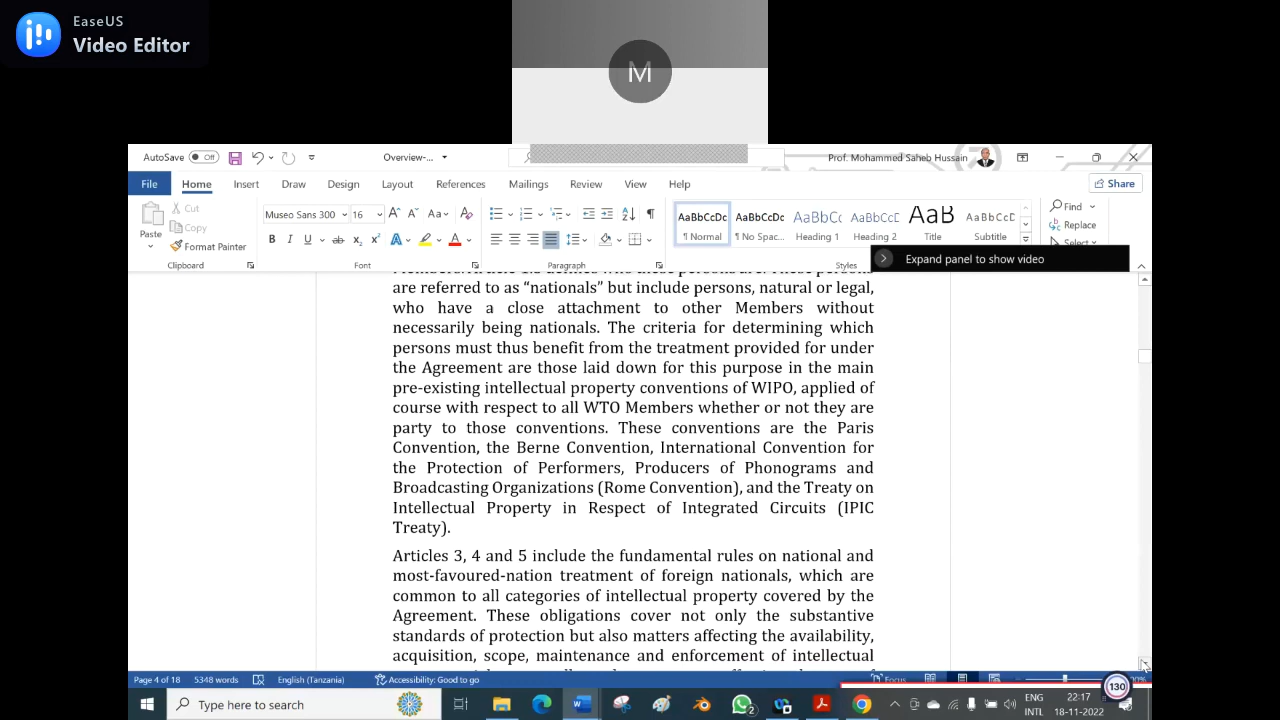 EaseUS
Video Editor
M
AutoSave Off
Overview-...
Prof. Mohammed Saheb Hussain
File Home Insert Draw Design Layout References Mailings Review View Help
Share
Paste
Cut
Copy
Format Painter
Clipboard
Museo Sans 300 16
Font
Paragraph
AaBbCcDc AaBbCcDc AaBbC( AaBbCcD AaB AaBbCcD
¶ Normal ¶ No Spac... Heading 1 Heading 2 Title Subtitle
Styles
Find
Replace
Select
Expand panel to show video
are referred to as “nationals” but include persons, natural or legal,
who have a close attachment to other Members without
necessarily being nationals. The criteria for determining which
persons must thus benefit from the treatment provided for under
the Agreement are those laid down for this purpose in the main
pre-existing intellectual property conventions of WIPO, applied of
course with respect to all WTO Members whether or not they are
party to those conventions. These conventions are the Paris
Convention, the Berne Convention, International Convention for
the Protection of Performers, Producers of Phonograms and
Broadcasting Organizations (Rome Convention), and the Treaty on
Intellectual Property in Respect of Integrated Circuits (IPIC
Treaty).
Articles 3, 4 and 5 include the fundamental rules on national and
most-favoured-nation treatment of foreign nationals, which are
common to all categories of intellectual property covered by the
Agreement. These obligations cover not only the substantive
standards of protection but also matters affecting the availability,
acquisition, scope, maintenance and enforcement of intellectual
Page 4 of 18 5348 words English (Tanzania) Accessibility: Good to go
Focus
130
Type here to search
2
ENG
INTL
22:17
18-11-2022